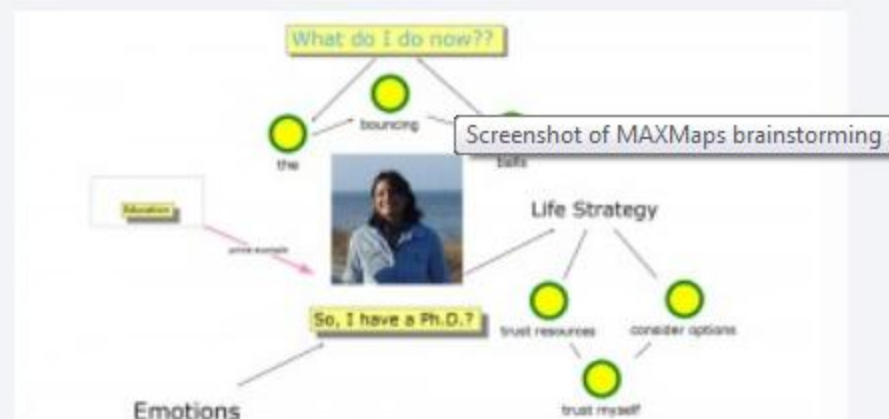 What do I do now??
bouncing
Screenshot of MAXMaps brainstorming
the
balls
Life Strategy
Education
So, I have a Ph.D.?
trust resources
consider options
Emotions
trust myself